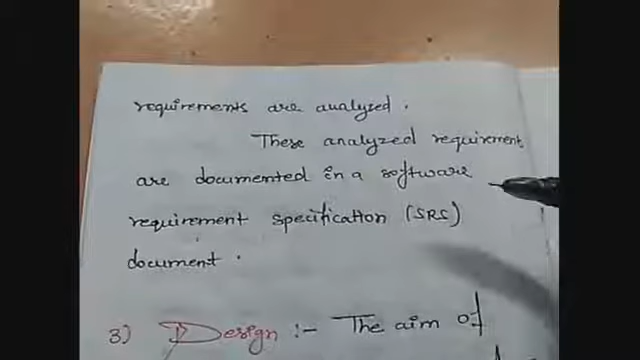 requirements are analyzed.
These analyzed requirement
are documented in a software
requirement specification (SRS)
document.
3) Design :- The aim of